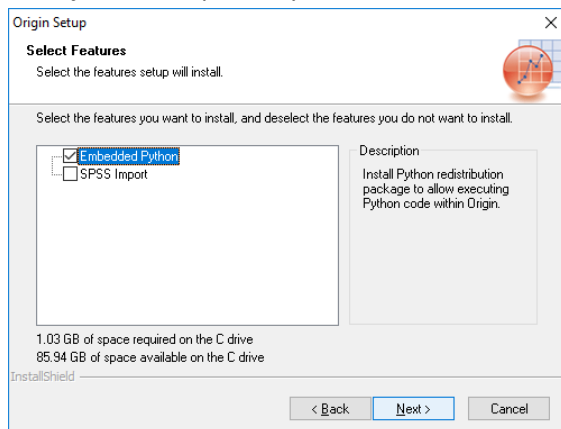 Origin Setup
Select Features
Select the features setup will install.
Select the features you want to install, and deselect the features you do not want to install.
Embedded Python
SPSS Import
Description
Install Python redistribution
package to allow executing
Python code within Origin.
1.03 GB of space required on the C drive
85.94 GB of space available on the C drive
InstallShield
< Back
Next >
Cancel